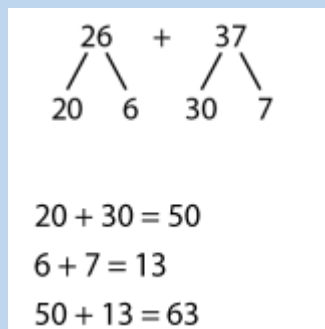 26 + 37
20 6 30 7
20 + 30 = 50
6 + 7 = 13
50 + 13 = 63